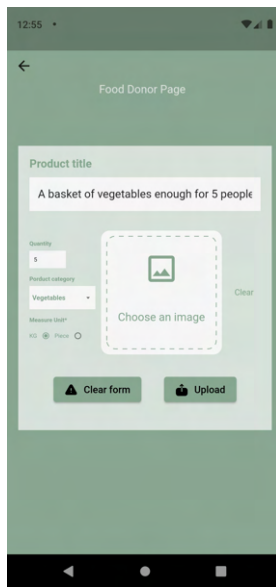 12:55
Food Donor Page
Product title
A basket of vegetables enough for 5 people
Quantity
5
Product category
Vegetables
Measure Unit*
KG Piece
Choose an image
Clear
Clear form
Upload